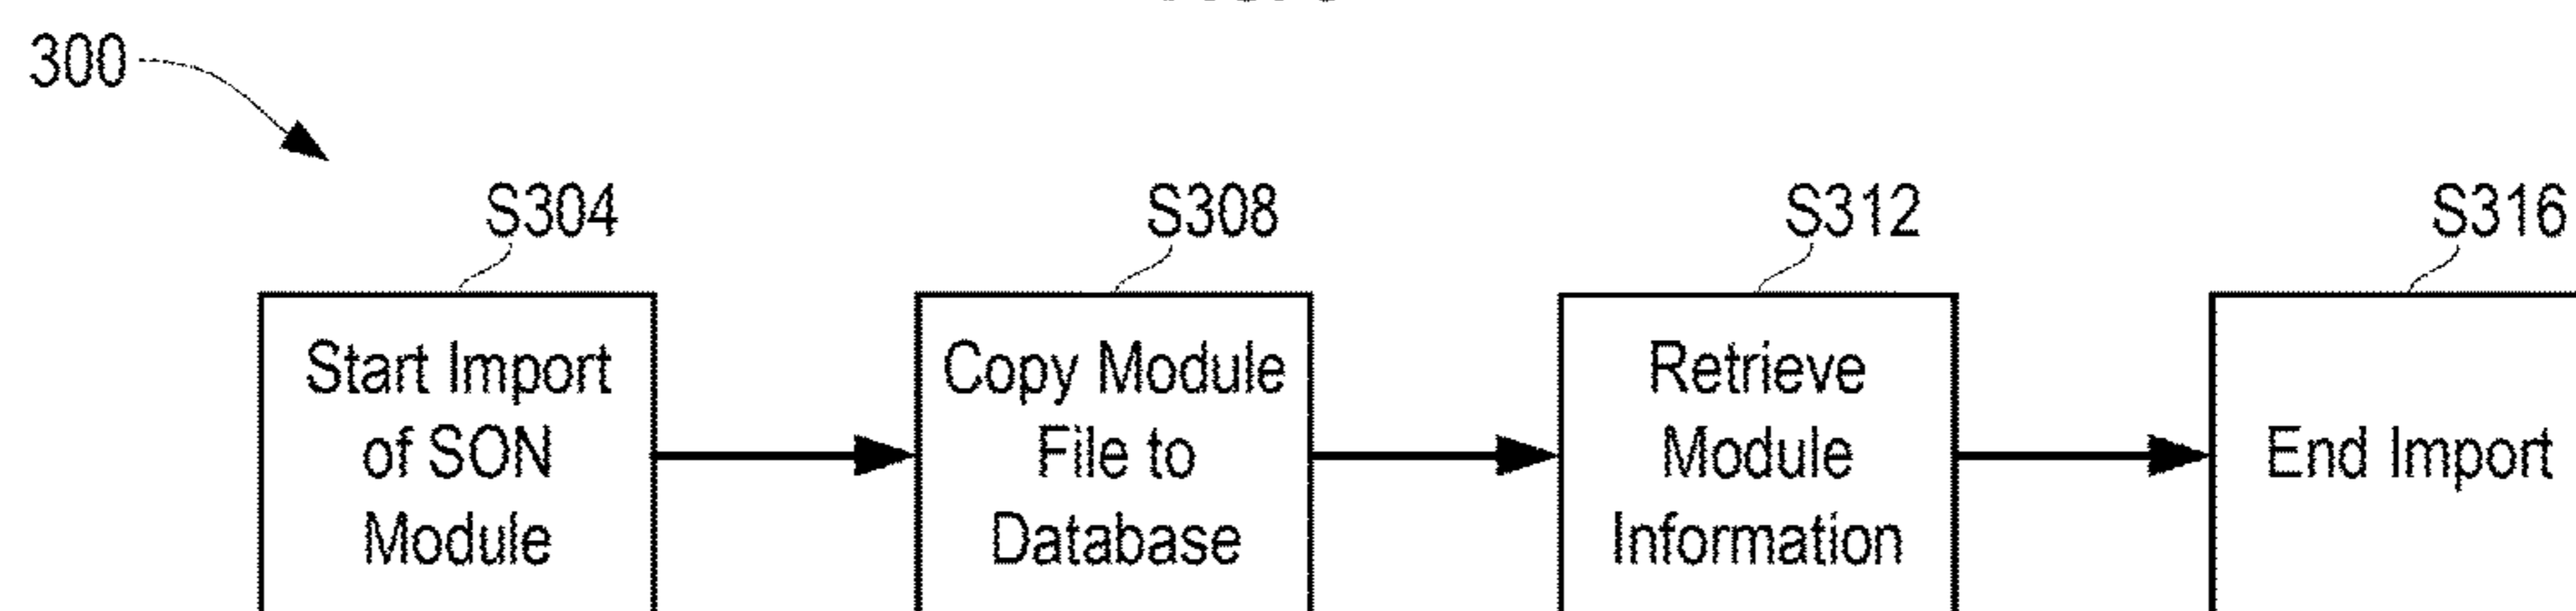 300
S304
S308
S312
S316
Start Import
of SON
Module
Copy Module
File to
Database
Retrieve
Module
Information
End Import